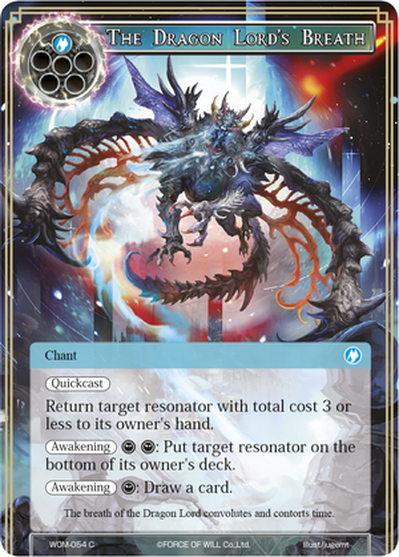 The Dragon Lord's Breath
Chant
Quickcast
Return target resonator with total cost 3 or
less to its owner's hand.
Awakening : Put target resonator on the
bottom of its owner's deck.
Awakening : Draw a card.
The breath of the Dragon Lord convolutes and contorts time.
WOM-054 C ©FORCE OF WILL Co.,Ltd. Illust/jugemt